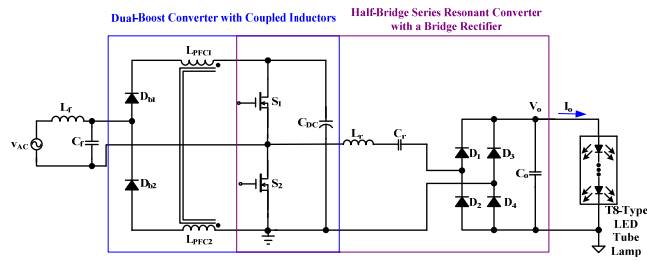 Dual-Boost Converter with Coupled Inductors
Half-Bridge Series Resonant Converter
with a Bridge Rectifier
LPFC1
Db1
S1
CDC
Lr
Cr
Vo
Io
Lf
Cf
vAC
D1
D3
Co
Db2
S2
D2
D4
LPFC2
T8-Type
LED
Tube
Lamp